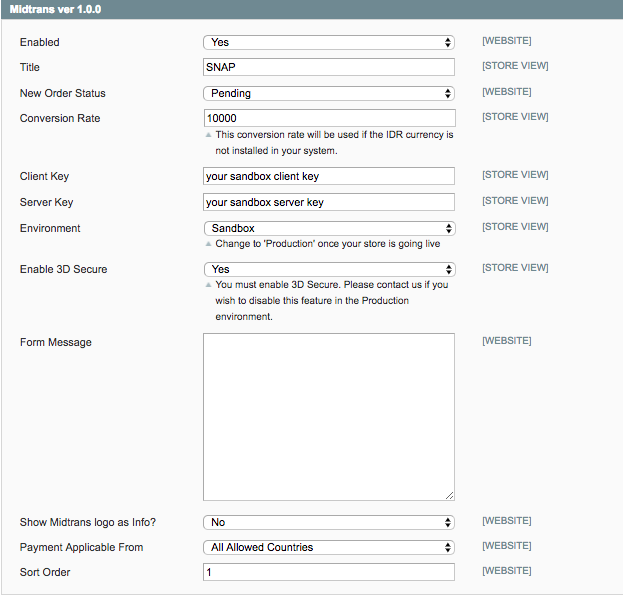 Midtrans ver 1.0.0
Enabled Yes [WEBSITE]
Title SNAP [STORE VIEW]
New Order Status Pending [WEBSITE]
Conversion Rate 10000 [STORE VIEW]
This conversion rate will be used if the IDR currency is
not installed in your system.
Client Key your sandbox client key [STORE VIEW]
Server Key your sandbox server key [STORE VIEW]
Environment Sandbox [STORE VIEW]
Change to 'Production' once your store is going live
Enable 3D Secure Yes [STORE VIEW]
You must enable 3D Secure. Please contact us if you
wish to disable this feature in the Production
environment.
Form Message [WEBSITE]
Show Midtrans logo as Info? No [WEBSITE]
Payment Applicable From All Allowed Countries [WEBSITE]
Sort Order 1 [WEBSITE]